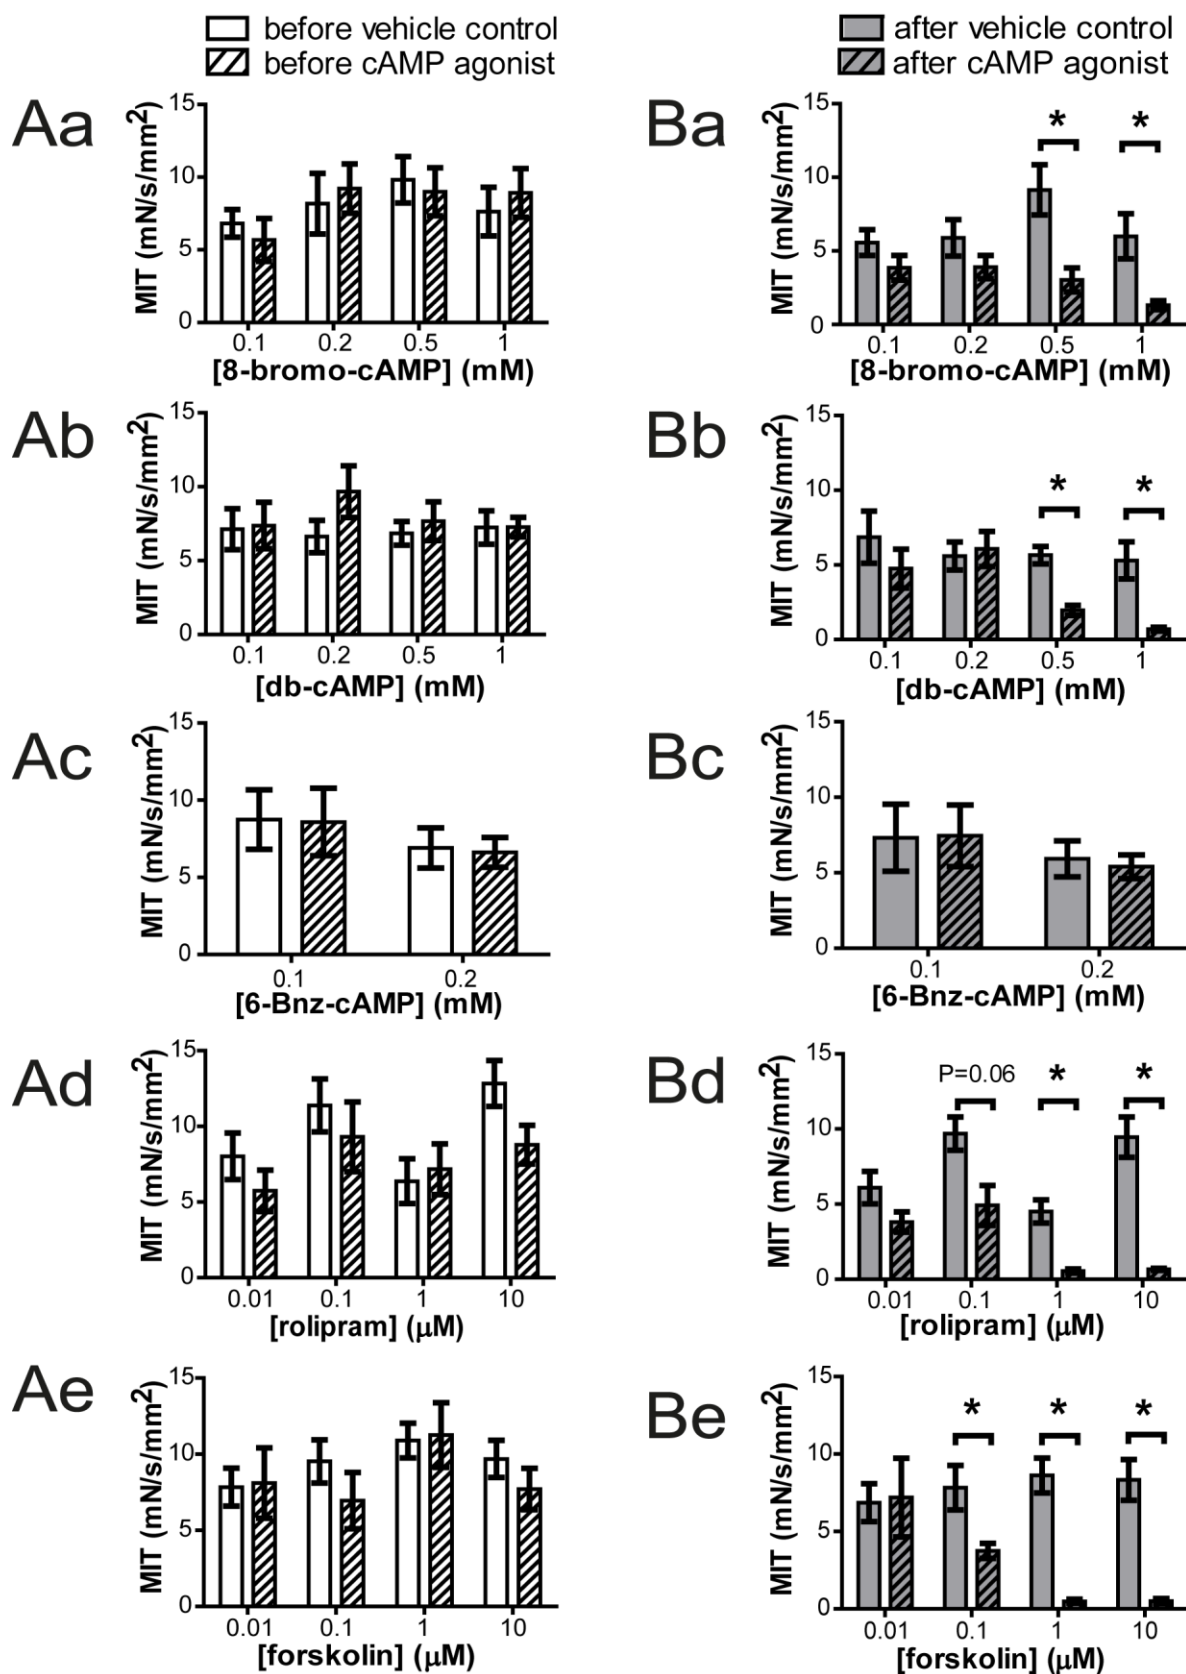 before vehicle control
before cAMP agonist
after vehicle control
after cAMP agonist
Aa
MIT (mN/s/mm²)
15
10
5
0
0.1 0.2 0.5 1
[8-bromo-cAMP] (mM)
Ba
MIT (mN/s/mm²)
15
10
5
0
* *
0.1 0.2 0.5 1
[8-bromo-cAMP] (mM)
Ab
MIT (mN/s/mm²)
15
10
5
0
0.1 0.2 0.5 1
[db-cAMP] (mM)
Bb
MIT (mN/s/mm²)
15
10
5
0
* *
0.1 0.2 0.5 1
[db-cAMP] (mM)
Ac
MIT (mN/s/mm²)
15
10
5
0
0.1 0.2
[6-Bnz-cAMP] (mM)
Bc
MIT (mN/s/mm²)
15
10
5
0
0.1 0.2
[6-Bnz-cAMP] (mM)
Ad
MIT (mN/s/mm²)
15
10
5
0
0.01 0.1 1 10
[rolipram] (μM)
Bd
MIT (mN/s/mm²)
15
10
5
0
P=0.06 * *
0.01 0.1 1 10
[rolipram] (μM)
Ae
MIT (mN/s/mm²)
15
10
5
0
0.01 0.1 1 10
[forskolin] (μM)
Be
MIT (mN/s/mm²)
15
10
5
0
* * *
0.01 0.1 1 10
[forskolin] (μM)